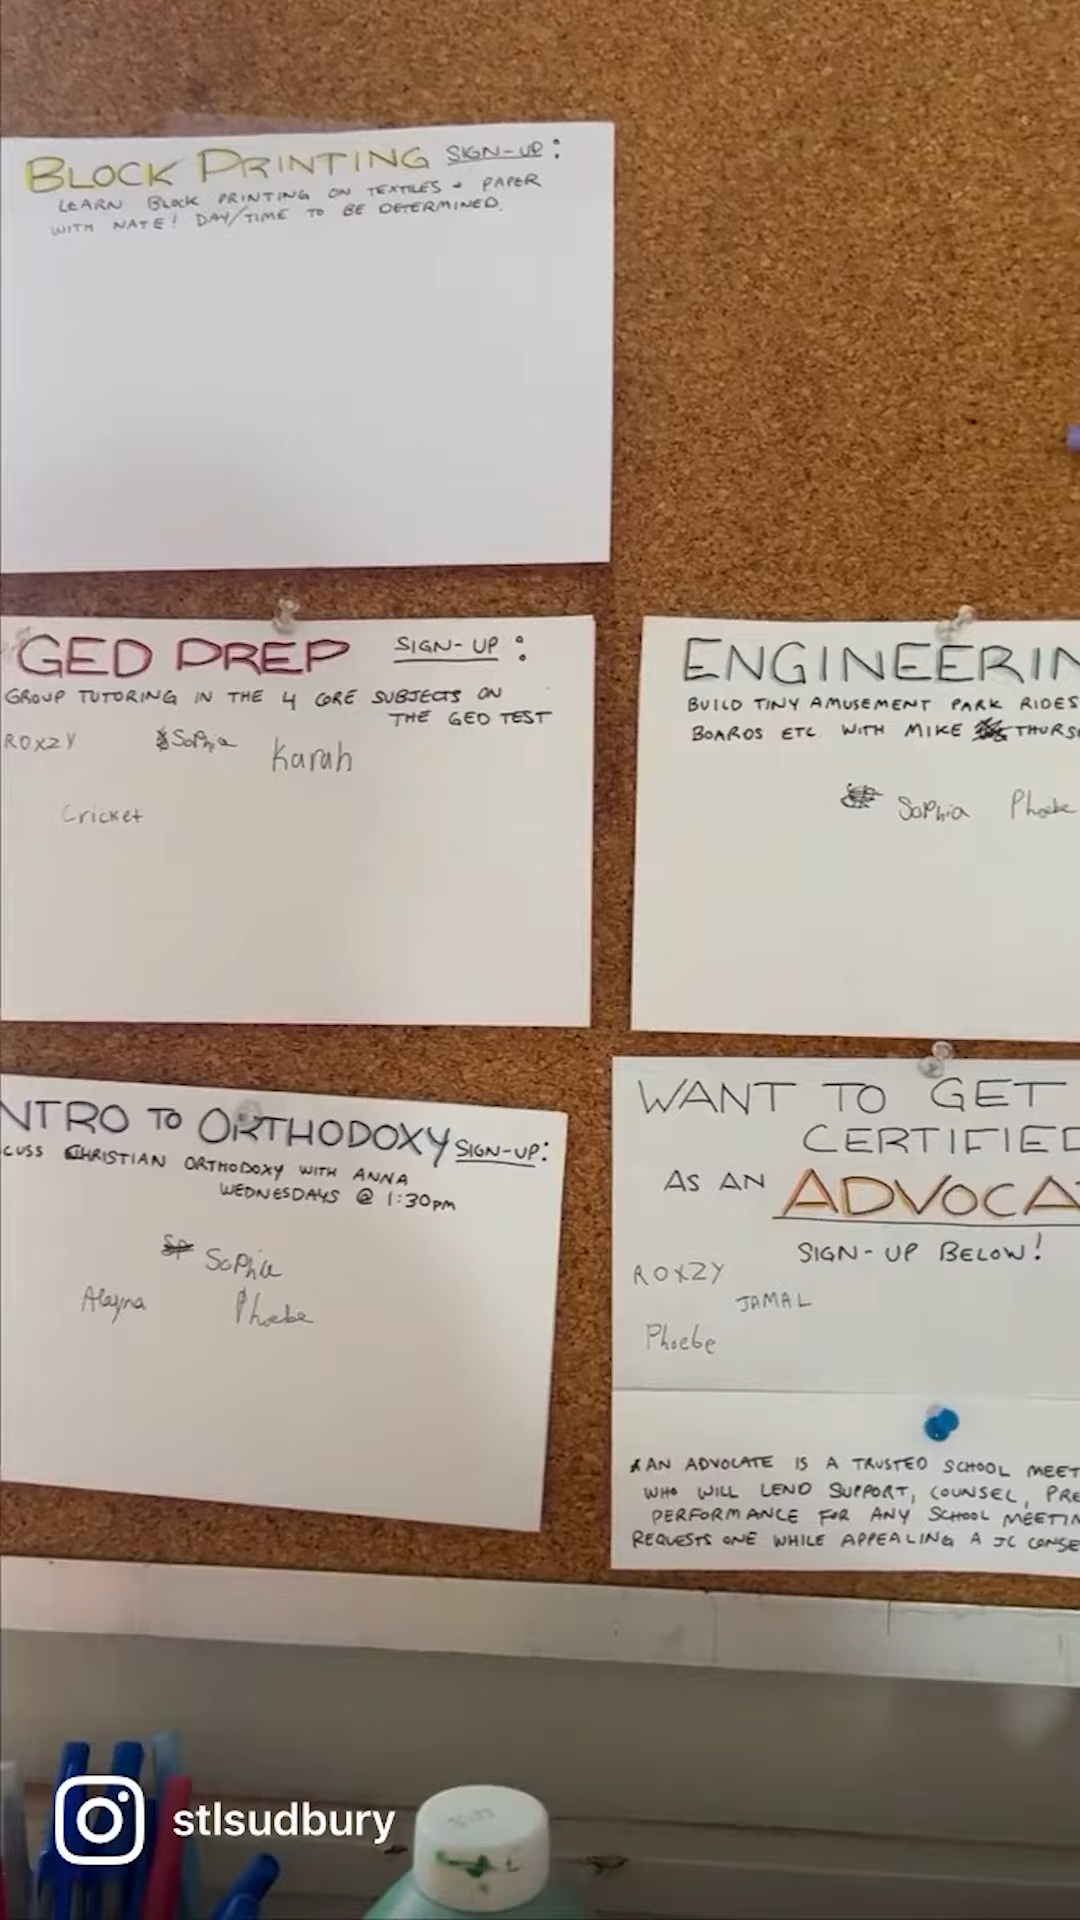 BLOCK PRINTING SIGN-UP:
LEARN BLOCK PRINTING ON TEXTILES + PAPER
WITH NATE! DAY/TIME TO BE DETERMINED.
GED PREP SIGN-UP:
GROUP TUTORING IN THE 4 CORE SUBJECTS ON
THE GED TEST
ROXZY Sophia Karah
Cricket
ENGINEERIN
BUILD TINY AMUSEMENT PARK RIDES
BOARDS ETC. WITH MIKE THURS
Sophia Phoebe
NTRO TO ORTHODOXY SIGN-UP:
CUSS CHRISTIAN ORTHODOXY WITH ANNA
WEDNESDAYS @ 1:30PM
Sophia
Alayna Phoebe
WANT TO GET
CERTIFIED
AS AN ADVOCA
SIGN-UP BELOW!
ROXZY
JAMAL
Phoebe
*AN ADVOCATE IS A TRUSTED SCHOOL MEET
WHO WILL LEND SUPPORT, COUNSEL, PRE
PERFORMANCE FOR ANY SCHOOL MEETIN
REQUESTS ONE WHILE APPEALING A JC CONSE
stlsudbury